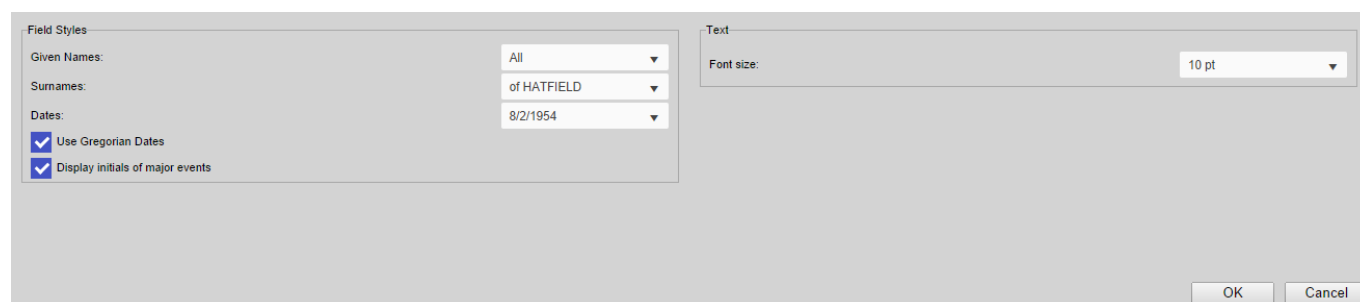 Field Styles
Given Names:
All
Surnames:
of HATFIELD
Dates:
8/2/1954
Use Gregorian Dates
Display initials of major events
Text
Font size:
10 pt
OK
Cancel